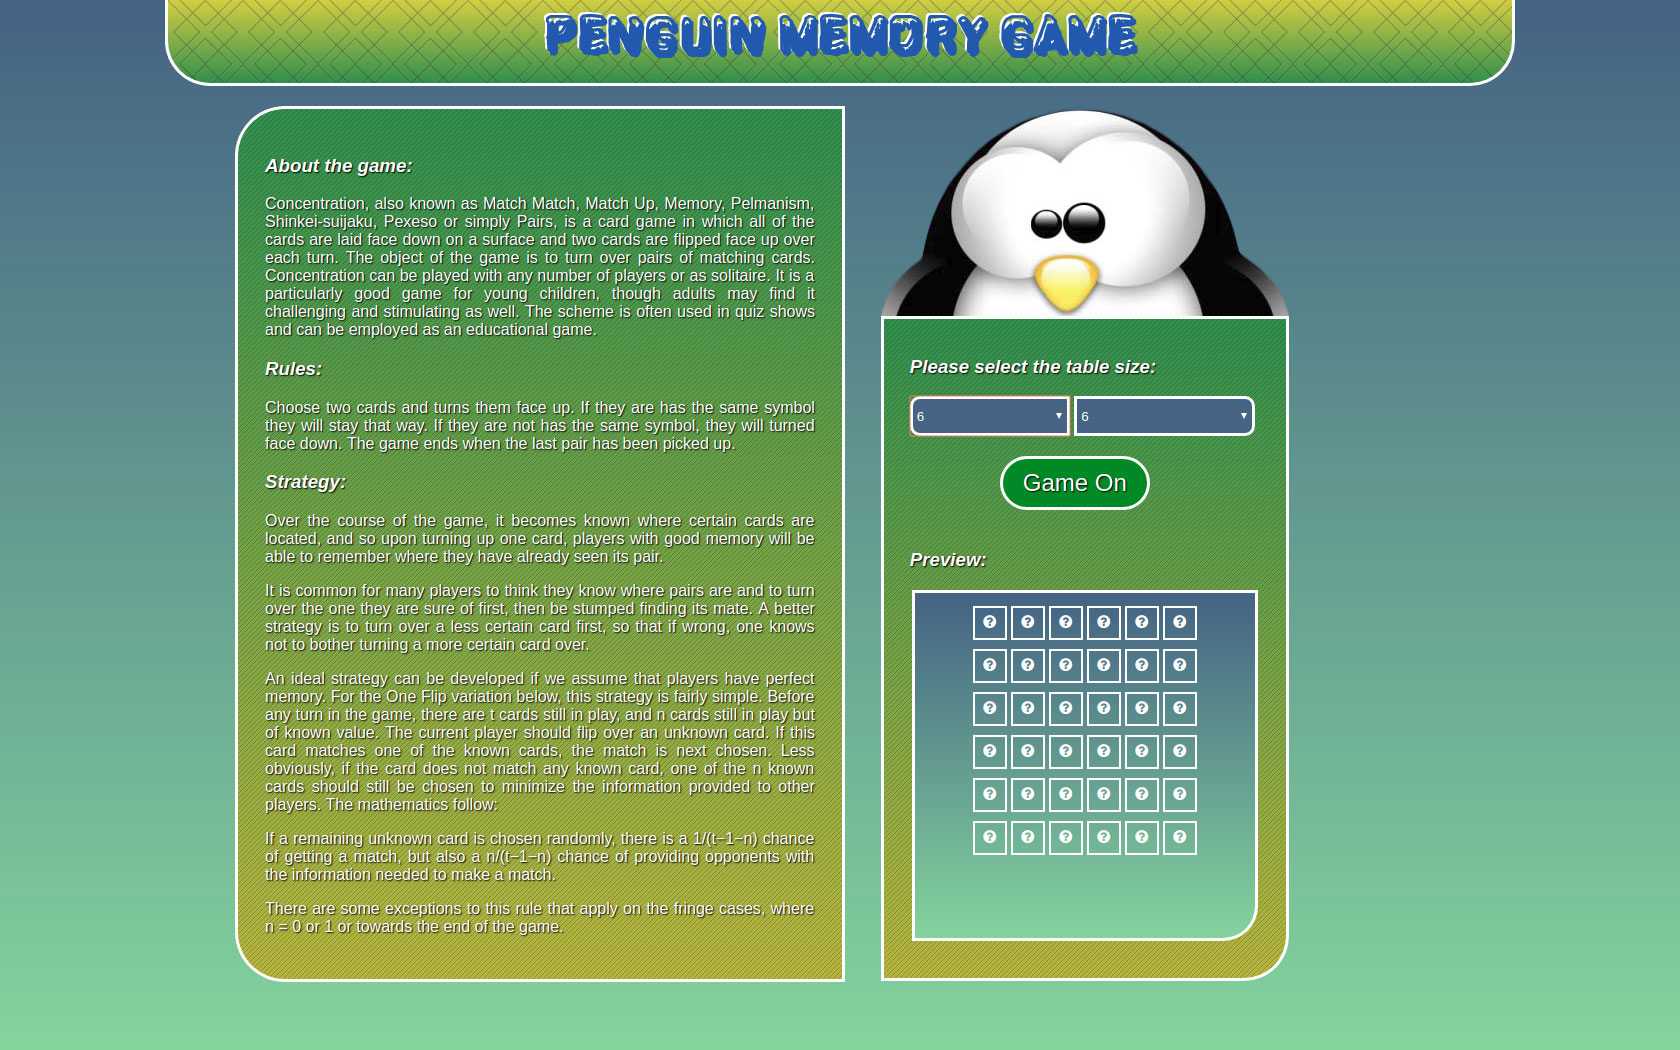 PENGUIN MEMORY GAME
About the game:
Concentration, also known as Match Match, Match Up, Memory, Pelmanism,
Shinkei-suijaku, Pexeso or simply Pairs, is a card game in which all of the
cards are laid face down on a surface and two cards are flipped face up over
each turn. The object of the game is to turn over pairs of matching cards.
Concentration can be played with any number of players or as solitaire. It is a
particularly good game for young children, though adults may find it
challenging and stimulating as well. The scheme is often used in quiz shows
and can be employed as an educational game.
Rules:
Choose two cards and turns them face up. If they are has the same symbol
they will stay that way. If they are not has the same symbol, they will turned
face down. The game ends when the last pair has been picked up.
Strategy:
Over the course of the game, it becomes known where certain cards are
located, and so upon turning up one card, players with good memory will be
able to remember where they have already seen its pair.
It is common for many players to think they know where pairs are and to turn
over the one they are sure of first, then be stumped finding its mate. A better
strategy is to turn over a less certain card first, so that if wrong, one knows
not to bother turning a more certain card over.
An ideal strategy can be developed if we assume that players have perfect
memory. For the One Flip variation below, this strategy is fairly simple. Before
any turn in the game, there are t cards still in play, and n cards still in play but
of known value. The current player should flip over an unknown card. If this
card matches one of the known cards, the match is next chosen. Less
obviously, if the card does not match any known card, one of the n known
cards should still be chosen to minimize the information provided to other
players. The mathematics follow:
If a remaining unknown card is chosen randomly, there is a 1/(t−1−n) chance
of getting a match, but also a n/(t−1−n) chance of providing opponents with
the information needed to make a match.
There are some exceptions to this rule that apply on the fringe cases, where
n = 0 or 1 or towards the end of the game.
Please select the table size:
6 6
Game On
Preview:
? ? ? ? ? ?
? ? ? ? ? ?
? ? ? ? ? ?
? ? ? ? ? ?
? ? ? ? ? ?
? ? ? ? ? ?